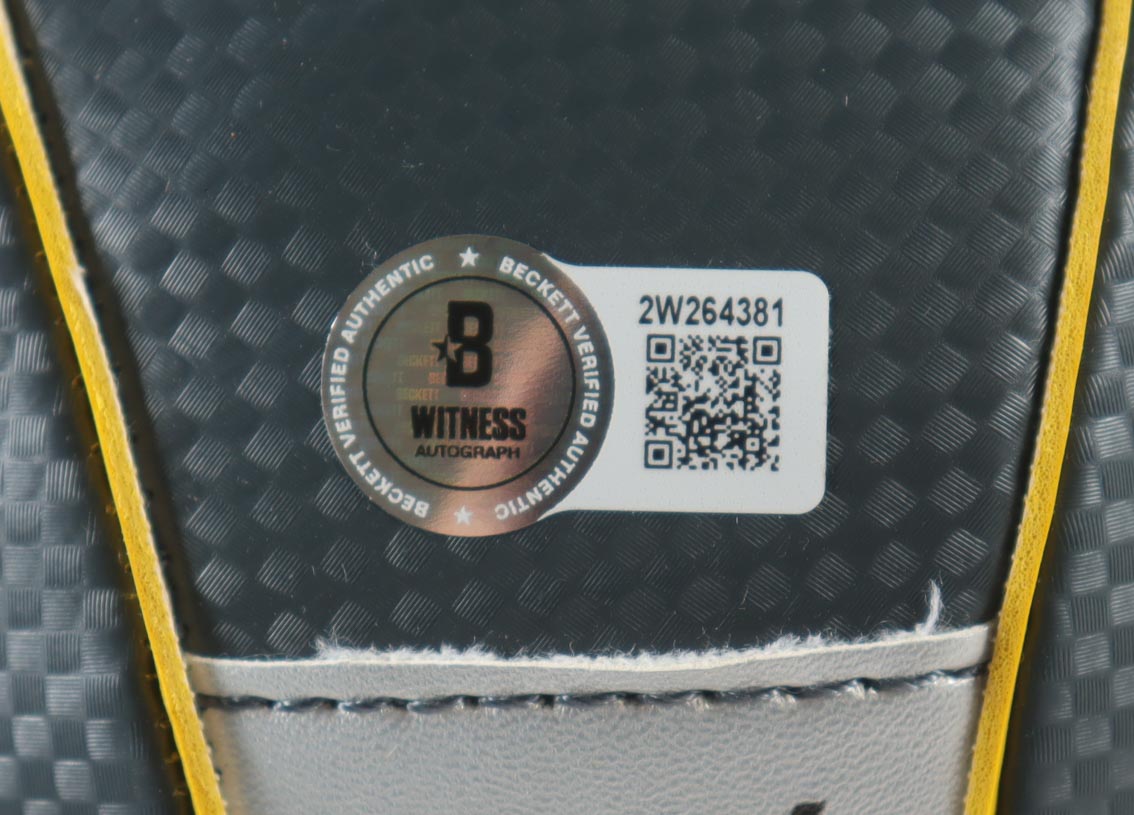 BECKETT VERIFIED AUTHENTIC ★ BECKETT VERIFIED AUTHENTIC ★
B
WITNESS
AUTOGRAPH
2W264381